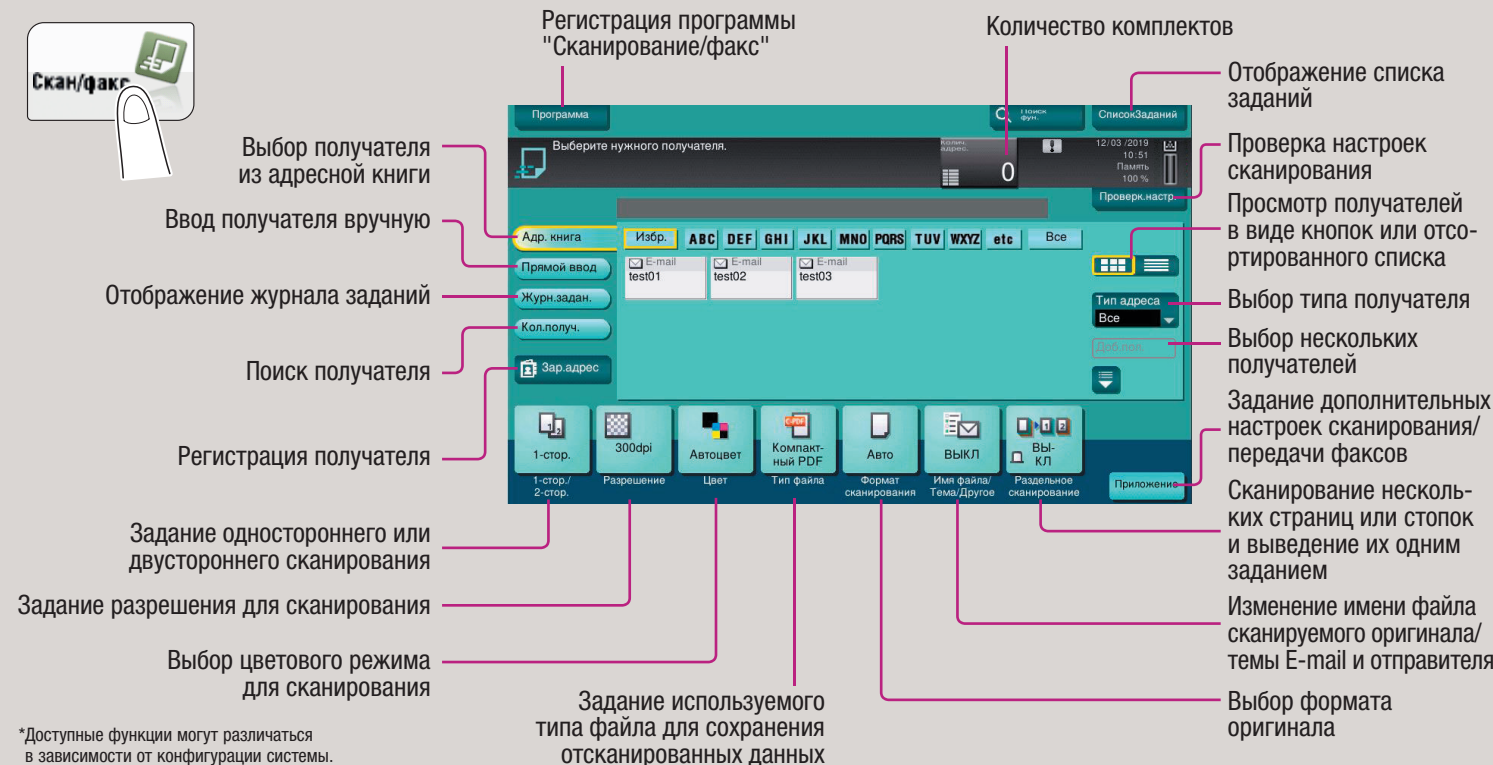 Регистрация программы
"Сканирование/факс"
Количество комплектов
Скан/факс
Выбор получателя
из адресной книги
Ввод получателя вручную
Отображение журнала заданий
Поиск получателя
Регистрация получателя
Задание одностороннего или
двустороннего сканирования
Задание разрешения для сканирования
Выбор цветового режима
для сканирования
Программа
Поиск
фун.
СписокЗаданий
Выберите нужного получателя.
Колич.
адрес.
0
12/03 /2019
10:51
Память
100 %
Проверк.настр.
Адр. книга
Избр. ABC DEF GHI JKL MNO PQRS TUV WXYZ etc Все
Прямой ввод
E-mail
test01
E-mail
test02
E-mail
test03
Журн.задан.
Тип адреса
Все
Кол.получ.
Доб.пол.
Зар.адрес
1-стор.
300dpi
Автоцвет
Компакт-
ный PDF
Авто
ВЫКЛ
ВЫ-
КЛ
1-стор./
2-стор.
Разрешение
Цвет
Тип файла
Формат
сканирования
Имя файла/
Тема/Другое
Раздельное
сканирование
Приложение
Отображение списка
заданий
Проверка настроек
сканирования
Просмотр получателей
в виде кнопок или отсо-
ртированного списка
Выбор типа получателя
Выбор нескольких
получателей
Задание дополнительных
настроек сканирования/
передачи факсов
Сканирование несколь-
ких страниц или стопок
и выведение их одним
заданием
Изменение имени файла
сканируемого оригинала/
темы E-mail и отправителя
Выбор формата
оригинала
Задание используемого
типа файла для сохранения
отсканированных данных
*Доступные функции могут различаться
в зависимости от конфигурации системы.